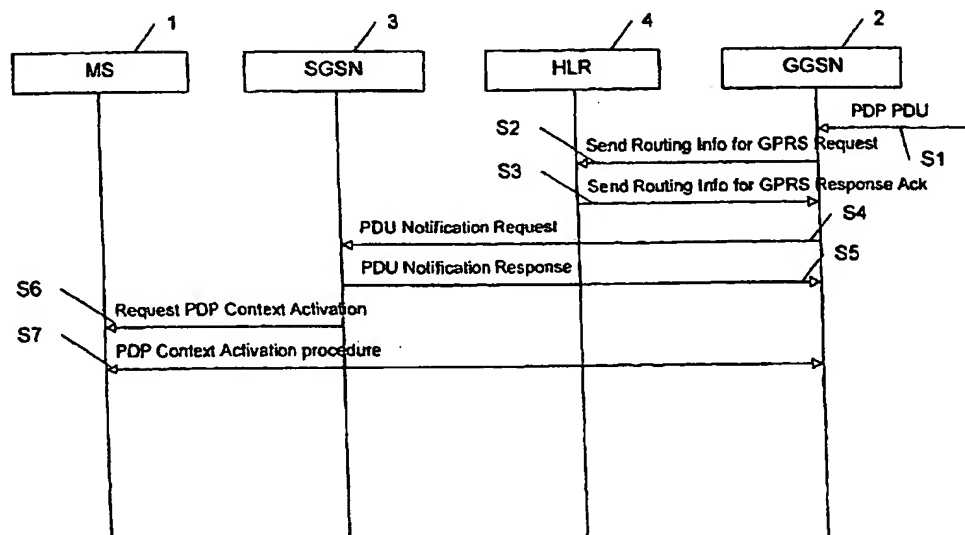 1
3
4
2
MS
SGSN
HLR
GGSN
PDP PDU
S1
S2
Send Routing Info for GPRS Request
S3
Send Routing Info for GPRS Response Ack
S4
PDU Notification Request
S5
PDU Notification Response
S6
Request PDP Context Activation
S7
PDP Context Activation procedure